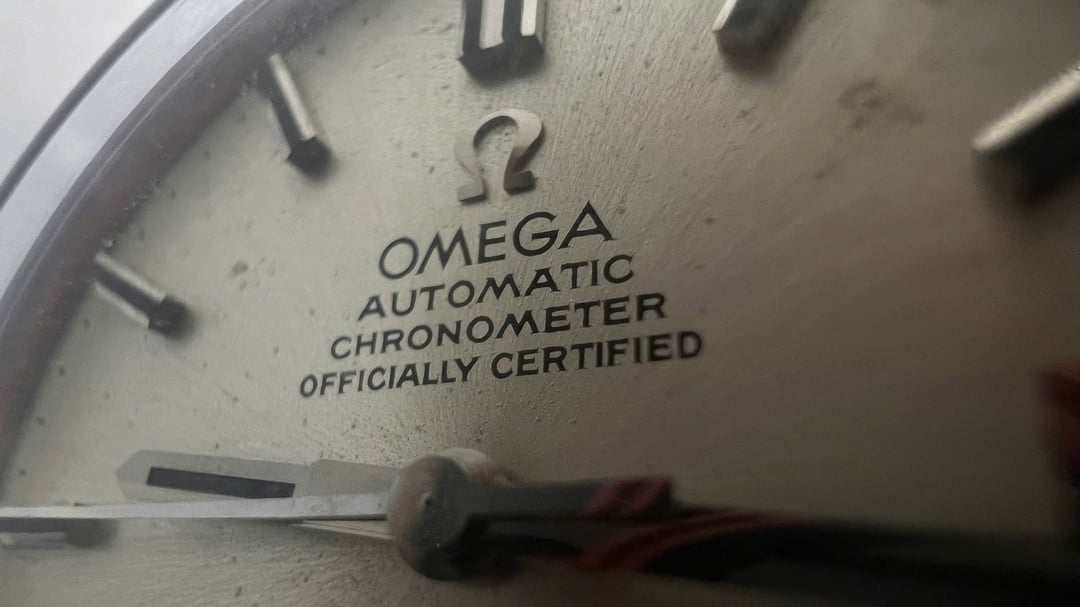 Ω
OMEGA
AUTOMATIC
CHRONOMETER
OFFICIALLY CERTIFIED